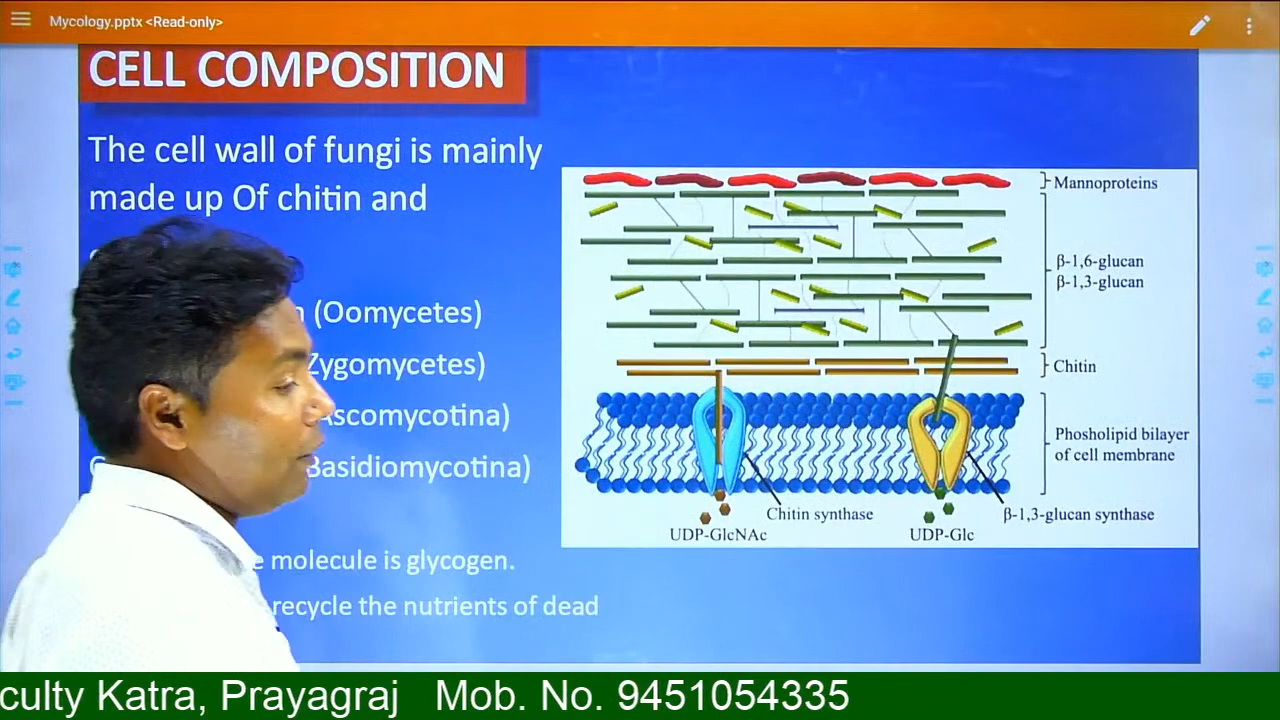 Mycology.pptx <Read-only>
CELL COMPOSITION
The cell wall of fungi is mainly
made up Of chitin and
(Oomycetes)
Zygomycetes)
Ascomycotina)
Basidiomycotina)
molecule is glycogen.
recycle the nutrients of dead
Mannoproteins
β-1,6-glucan
β-1,3-glucan
Chitin
Phosholipid bilayer
of cell membrane
Chitin synthase
β-1,3-glucan synthase
UDP-GlcNAc
UDP-Glc
culty Katra, Prayagraj Mob. No. 9451054335